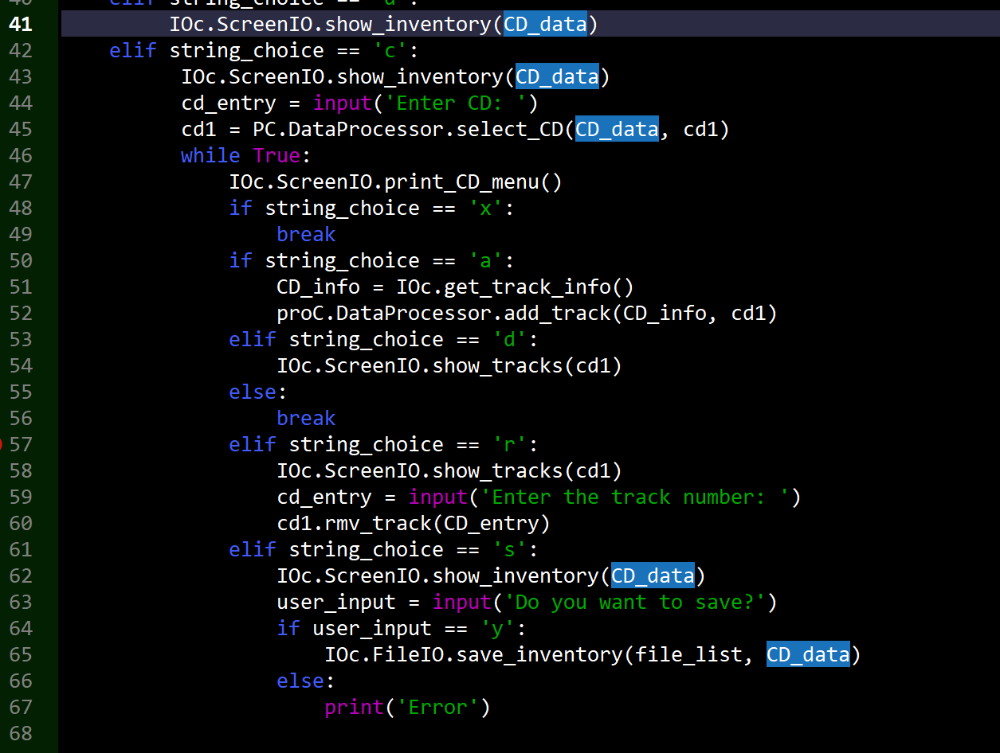 40 elif string_choice == 'd':
41 IOc.ScreenIO.show_inventory(CD_data)
42 elif string_choice == 'c':
43 IOc.ScreenIO.show_inventory(CD_data)
44 cd_entry = input('Enter CD: ')
45 cd1 = PC.DataProcessor.select_CD(CD_data, cd1)
46 while True:
47 IOc.ScreenIO.print_CD_menu()
48 if string_choice == 'x':
49 break
50 if string_choice == 'a':
51 CD_info = IOc.get_track_info()
52 proC.DataProcessor.add_track(CD_info, cd1)
53 elif string_choice == 'd':
54 IOc.ScreenIO.show_tracks(cd1)
55 else:
56 break
57 elif string_choice == 'r':
58 IOc.ScreenIO.show_tracks(cd1)
59 cd_entry = input('Enter the track number: ')
60 cd1.rmv_track(CD_entry)
61 elif string_choice == 's':
62 IOc.ScreenIO.show_inventory(CD_data)
63 user_input = input('Do you want to save?')
64 if user_input == 'y':
65 IOc.FileIO.save_inventory(file_list, CD_data)
66 else:
67 print('Error')
68